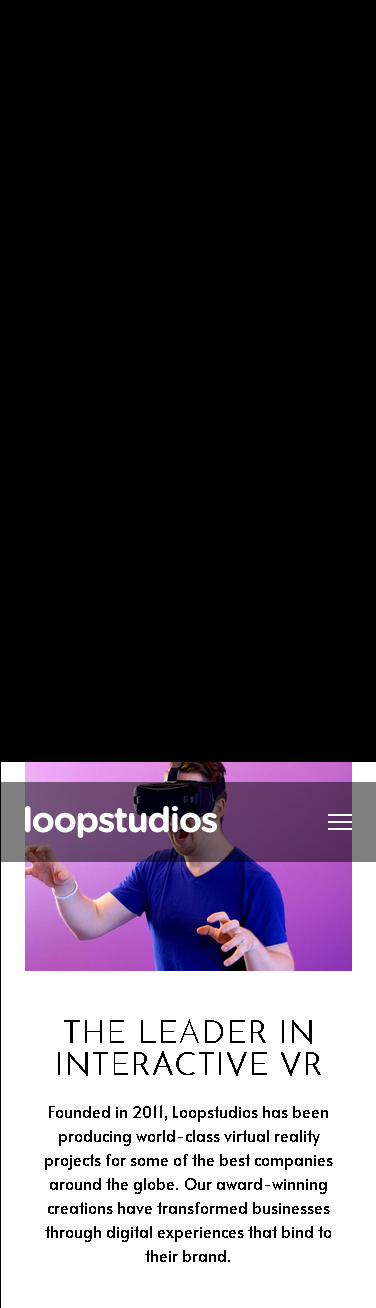 loopstudios
THE LEADER IN
INTERACTIVE VR
Founded in 2011, Loopstudios has been
producing world-class virtual reality
projects for some of the best companies
around the globe. Our award-winning
creations have transformed businesses
through digital experiences that bind to
their brand.